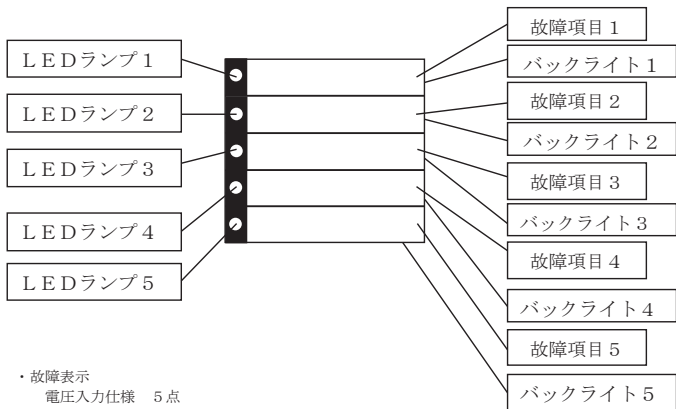 LEDランプ1
LEDランプ2
LEDランプ3
LEDランプ4
LEDランプ5
故障項目1
バックライト1
故障項目2
バックライト2
故障項目3
バックライト3
故障項目4
バックライト4
故障項目5
バックライト5
・故障表示
電圧入力仕様 5点